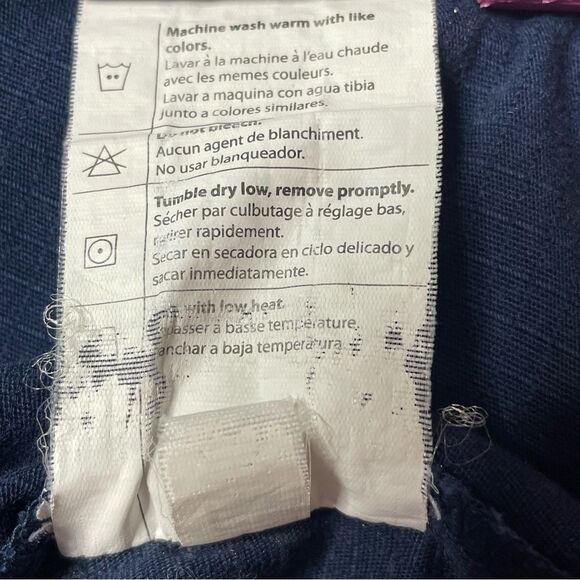 Machine wash warm with like
colors.
Lavar à la machine à l'eau chaude
avec les memes couleurs.
Lavar a maquina con agua tibia
junto a colores similares.
Do not bleach.
Aucun agent de blanchiment.
No usar blanqueador.
Tumble dry low, remove promptly.
Sécher par culbutage à réglage bas,
retirer rapidement.
Secar en secadora en ciclo delicado y
sacar inmediatamente.
with low heat.
à basse température.
a baja temperatura